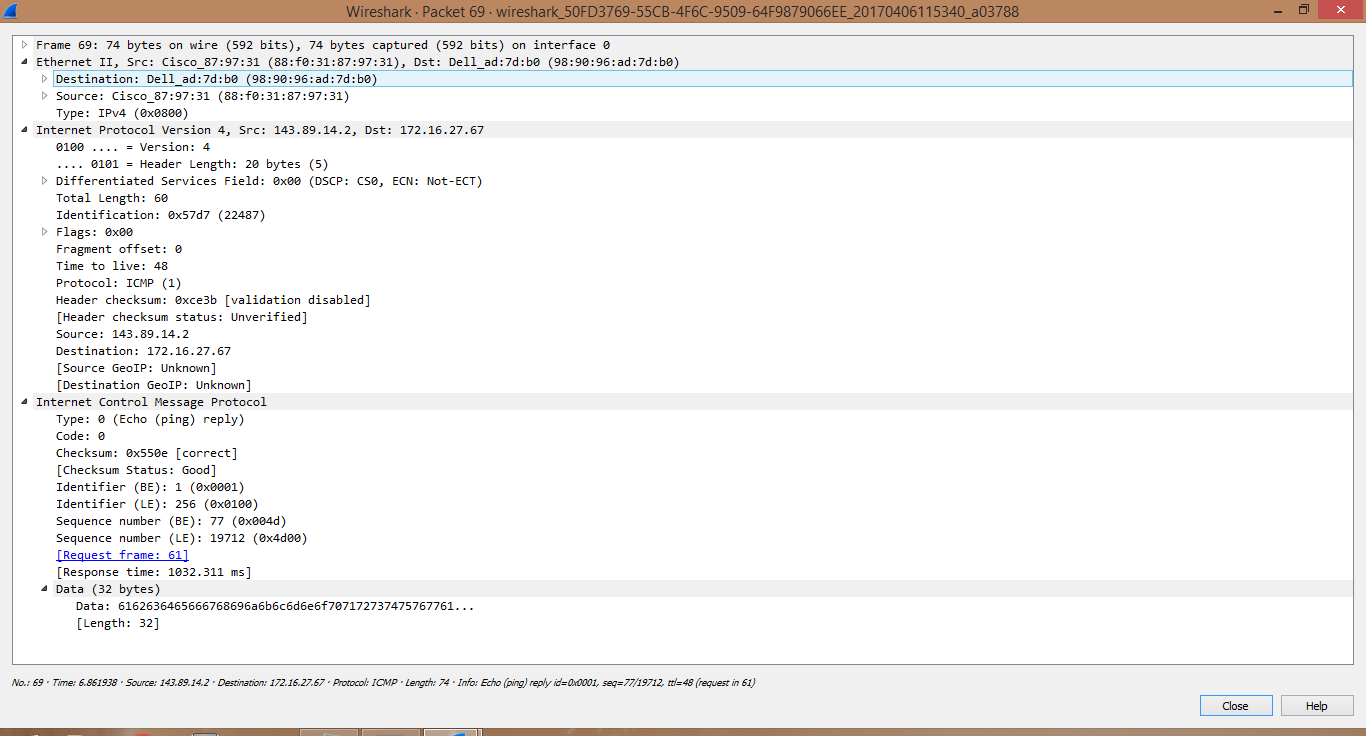 Wireshark · Packet 69 · wireshark_50FD3769-55CB-4F6C-9509-64F9879066EE_20170406115340_a03788
Frame 69: 74 bytes on wire (592 bits), 74 bytes captured (592 bits) on interface 0
Ethernet II, Src: Cisco_87:97:31 (88:f0:31:87:97:31), Dst: Dell_ad:7d:b0 (98:90:96:ad:7d:b0)
Destination: Dell_ad:7d:b0 (98:90:96:ad:7d:b0)
Source: Cisco_87:97:31 (88:f0:31:87:97:31)
Type: IPv4 (0x0800)
Internet Protocol Version 4, Src: 143.89.14.2, Dst: 172.16.27.67
0100 .... = Version: 4
.... 0101 = Header Length: 20 bytes (5)
Differentiated Services Field: 0x00 (DSCP: CS0, ECN: Not-ECT)
Total Length: 60
Identification: 0x57d7 (22487)
Flags: 0x00
Fragment offset: 0
Time to live: 48
Protocol: ICMP (1)
Header checksum: 0xce3b [validation disabled]
[Header checksum status: Unverified]
Source: 143.89.14.2
Destination: 172.16.27.67
[Source GeoIP: Unknown]
[Destination GeoIP: Unknown]
Internet Control Message Protocol
Type: 0 (Echo (ping) reply)
Code: 0
Checksum: 0x550e [correct]
[Checksum Status: Good]
Identifier (BE): 1 (0x0001)
Identifier (LE): 256 (0x0100)
Sequence number (BE): 77 (0x004d)
Sequence number (LE): 19712 (0x4d00)
[Request frame: 61]
[Response time: 1032.311 ms]
Data (32 bytes)
Data: 6162636465666768696a6b6c6d6e6f707172737475767761...
[Length: 32]
No.: 69 · Time: 6.861938 · Source: 143.89.14.2 · Destination: 172.16.27.67 · Protocol: ICMP · Length: 74 · Info: Echo (ping) reply id=0x0001, seq=77/19712, ttl=48 (request in 61)
Close
Help